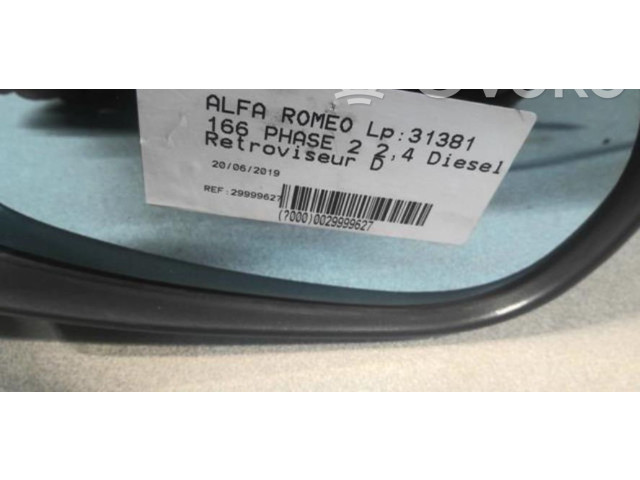 ALFA ROMEO Lp:31381
166 PHASE 2 2,4 Diesel
Retroviseur D
20/06/2019
REF:29999627
(7000)0029999627